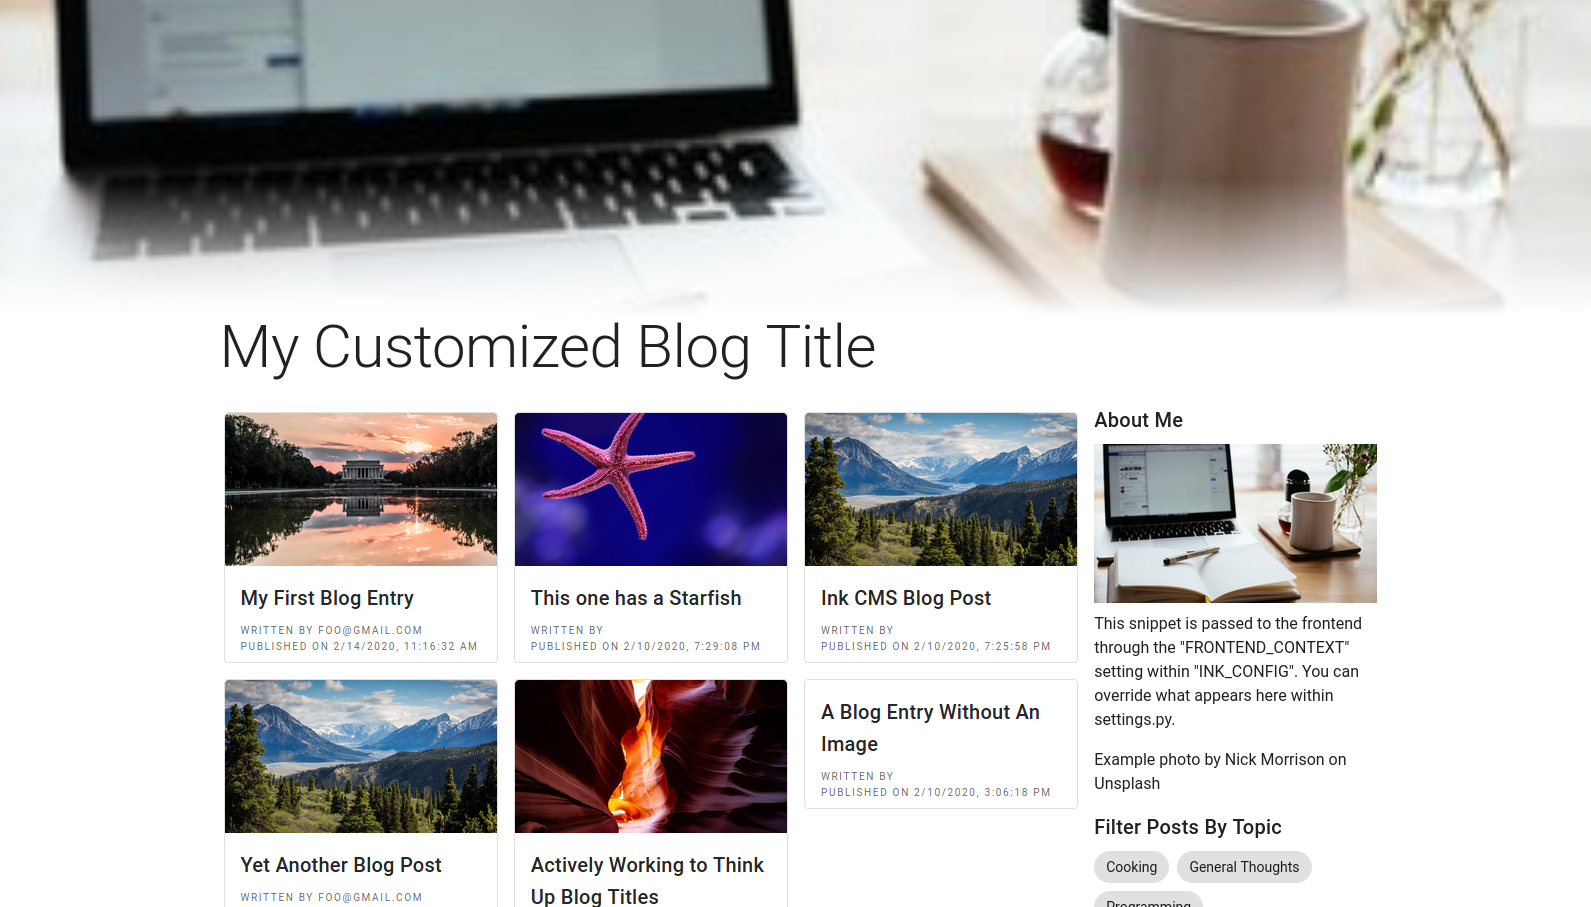 My Customized Blog Title
My First Blog Entry
WRITTEN BY FOO@GMAIL.COM
PUBLISHED ON 2/14/2020, 11:16:32 AM
This one has a Starfish
WRITTEN BY
PUBLISHED ON 2/10/2020, 7:29:08 PM
Ink CMS Blog Post
WRITTEN BY
PUBLISHED ON 2/10/2020, 7:25:58 PM
Yet Another Blog Post
WRITTEN BY FOO@GMAIL.COM
Actively Working to Think
Up Blog Titles
A Blog Entry Without An
Image
WRITTEN BY
PUBLISHED ON 2/10/2020, 3:06:18 PM
About Me
This snippet is passed to the frontend
through the "FRONTEND_CONTEXT"
setting within "INK_CONFIG". You can
override what appears here within
settings.py.
Example photo by Nick Morrison on
Unsplash
Filter Posts By Topic
Cooking
General Thoughts
Programming